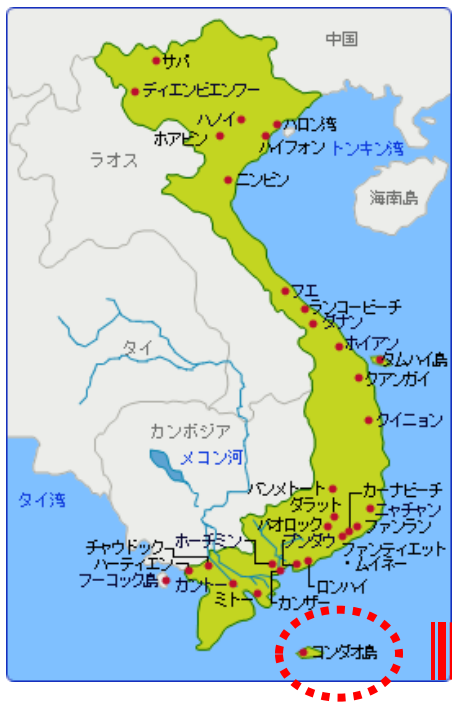 中国
サパ
ディエンビエンフー
ハノイ
ハロン湾
ホアビン
ハイフォン
トンキン湾
ラオス
ニンビン
海南島
フエ
ランコービーチ
ダナン
タイ
ホイアン
タムハイ島
クアンガイ
クイニョン
カンボジア
メコン河
バンメトート
カーナビーチ
タイ湾
ダラット
ニャチャン
バオロック
ファンラン
ホーチミン
ブンダウ
ファンティエット
・ムイネー
チャウドック
ハーティエン
フーコック島
カントー
ロンハイ
ミトー
カンザー
コンダオ島